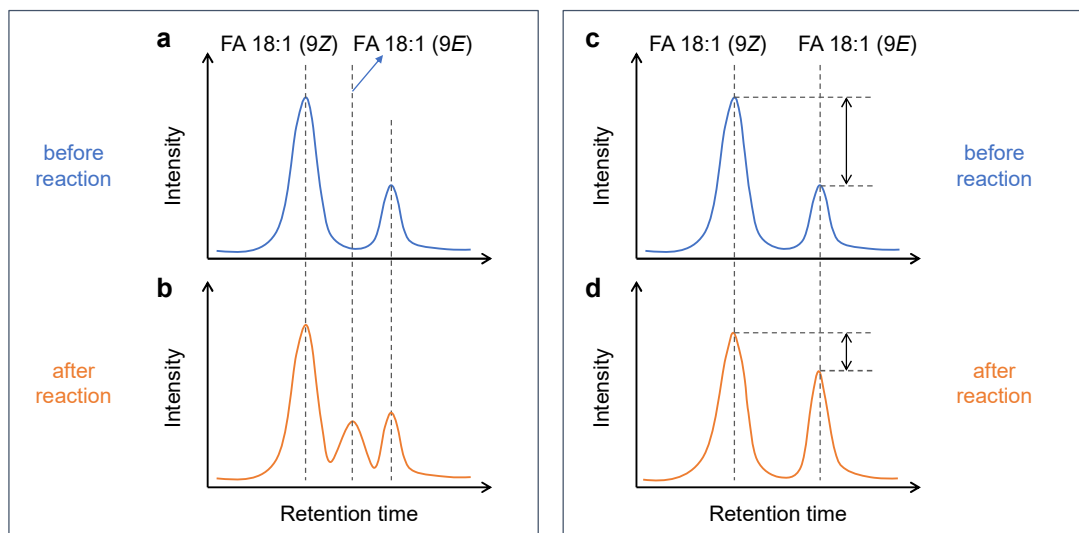 a
FA 18:1 (9Z)
FA 18:1 (9E)
before
reaction
Intensity
b
after
reaction
Intensity
Retention time
c
FA 18:1 (9Z)
FA 18:1 (9E)
Intensity
before
reaction
d
Intensity
after
reaction
Retention time